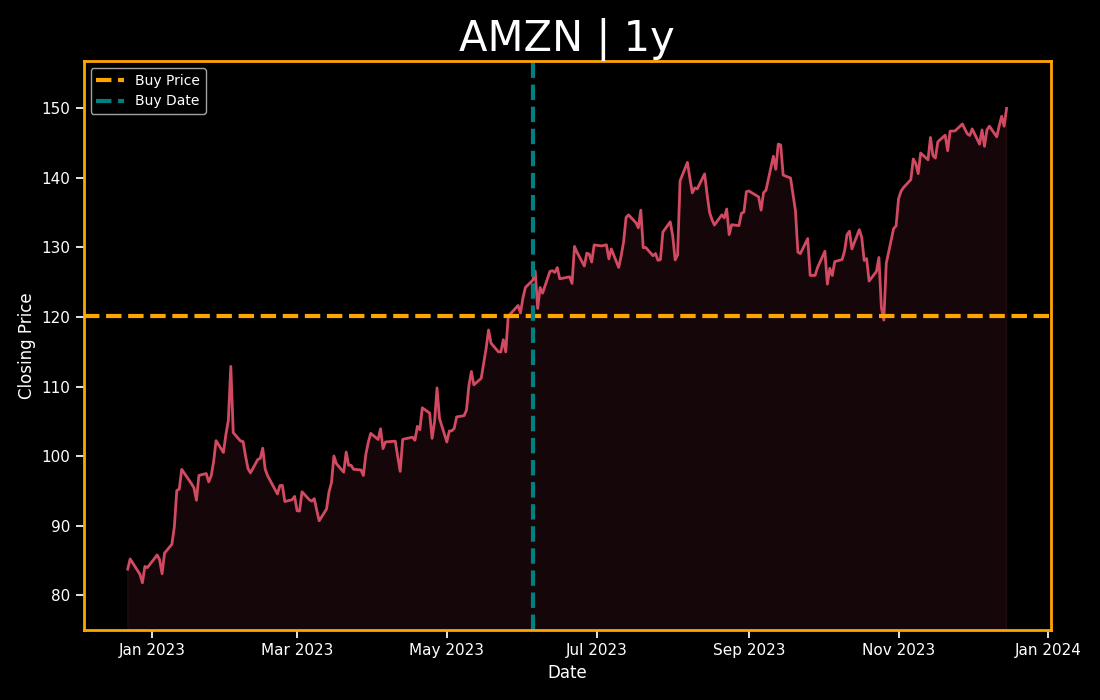 AMZN | 1y
Buy Price
Buy Date
Closing Price
150
140
130
120
110
100
90
80
Jan 2023
Mar 2023
May 2023
Jul 2023
Sep 2023
Nov 2023
Jan 2024
Date